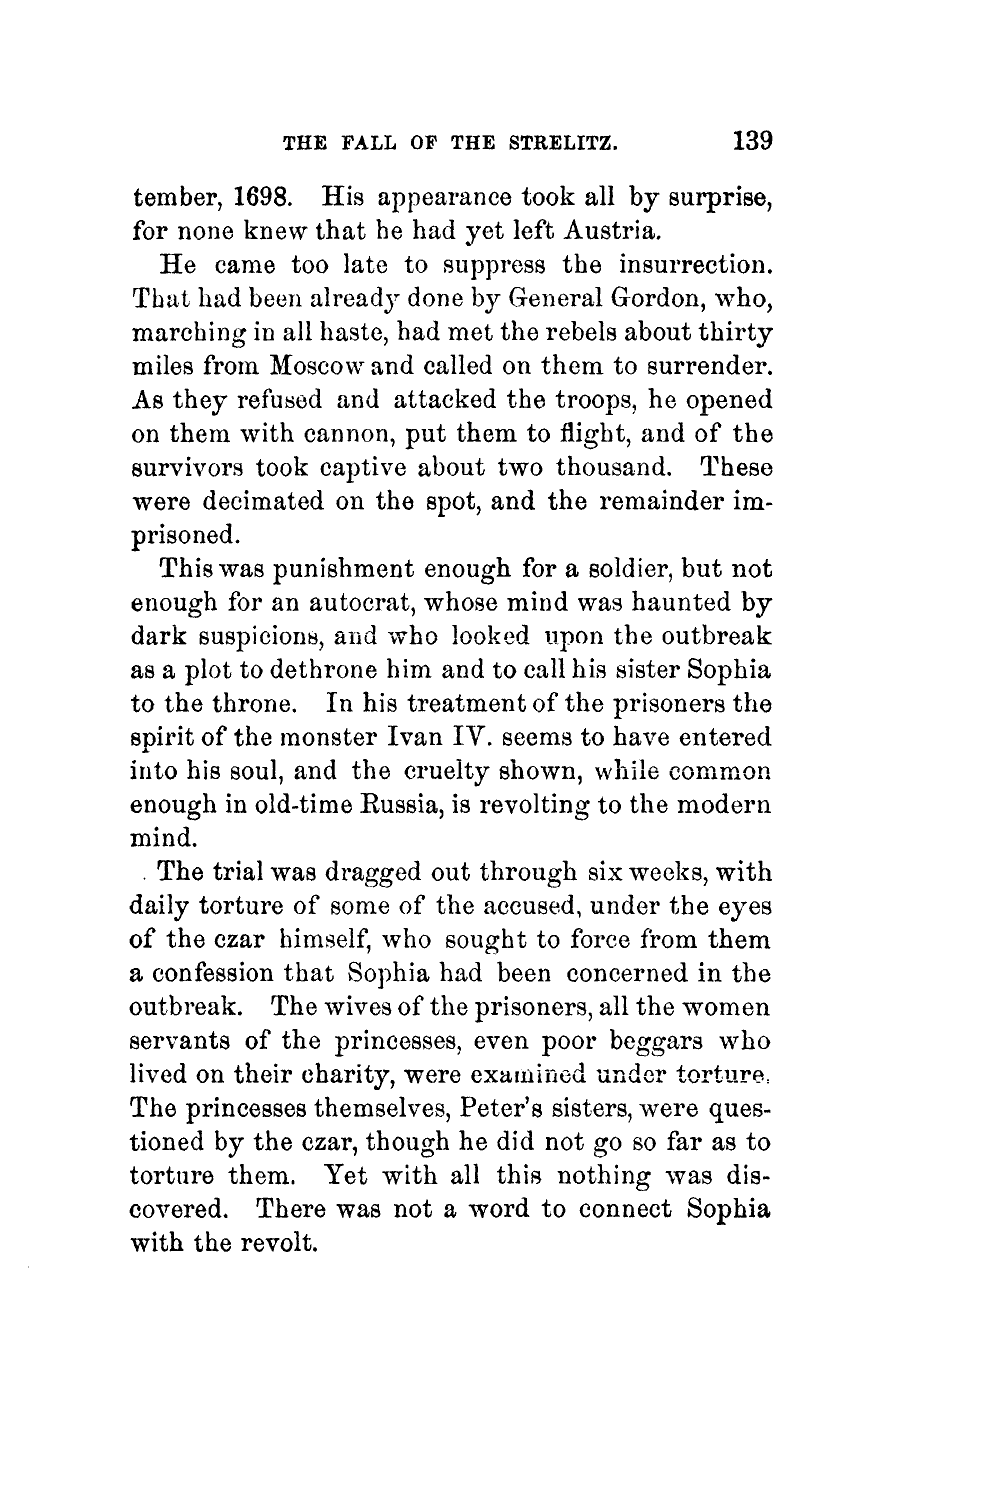 THE FALL OF THE STRELITZ. 139
tember, 1698. His appearance took all by surprise,
for none knew that he had yet left Austria.
He came too late to suppress the insurrection.
That had been already done by General Gordon, who,
marching in all haste, had met the rebels about thirty
miles from Moscow and called on them to surrender.
As they refused and attacked the troops, he opened
on them with cannon, put them to flight, and of the
survivors took captive about two thousand. These
were decimated on the spot, and the remainder im-
prisoned.
This was punishment enough for a soldier, but not
enough for an autocrat, whose mind was haunted by
dark suspicions, and who looked upon the outbreak
as a plot to dethrone him and to call his sister Sophia
to the throne. In his treatment of the prisoners the
spirit of the monster Ivan IV. seems to have entered
into his soul, and the cruelty shown, while common
enough in old-time Russia, is revolting to the modern
mind.
The trial was dragged out through six weeks, with
daily torture of some of the accused, under the eyes
of the czar himself, who sought to force from them
a confession that Sophia had been concerned in the
outbreak. The wives of the prisoners, all the women
servants of the princesses, even poor beggars who
lived on their charity, were examined under torture.
The princesses themselves, Peter's sisters, were ques-
tioned by the czar, though he did not go so far as to
torture them. Yet with all this nothing was dis-
covered. There was not a word to connect Sophia
with the revolt.